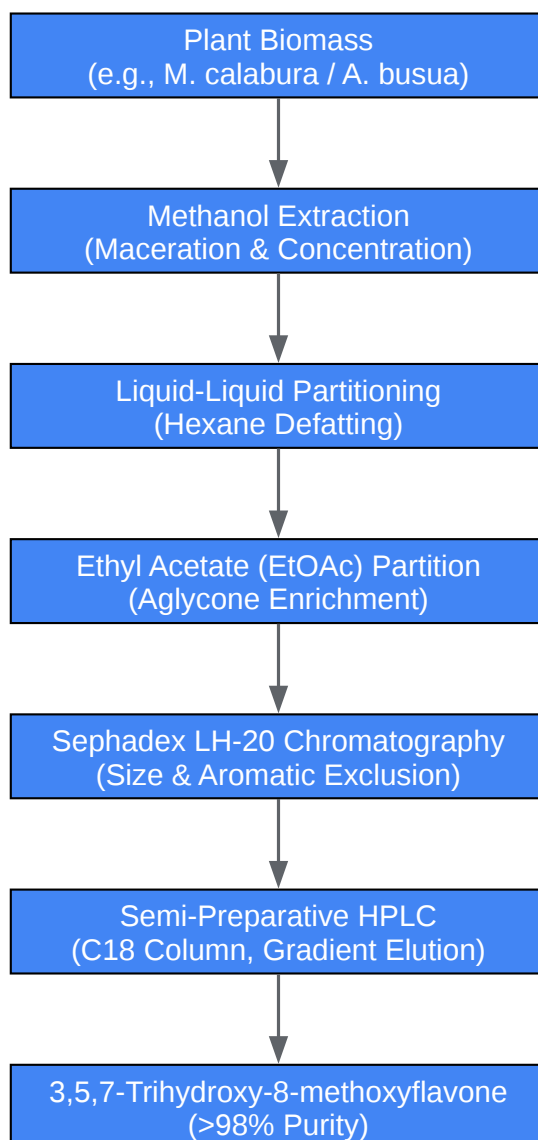 Plant Biomass
(e.g., M. calabura / A. busua)
Methanol Extraction
(Maceration & Concentration)
Liquid-Liquid Partitioning
(Hexane Defatting)
Ethyl Acetate (EtOAc) Partition
(Aglycone Enrichment)
Sephadex LH-20 Chromatography
(Size & Aromatic Exclusion)
Semi-Preparative HPLC
(C18 Column, Gradient Elution)
3,5,7-Trihydroxy-8-methoxyflavone
(>98% Purity)